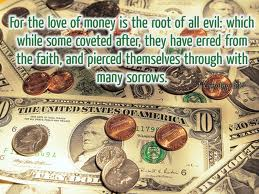 For the love of money is the root of all evil: which
while some coveted after, they have erred from
the faith, and pierced themselves through with
many sorrows.
THE UNITED STATES OF AMERICA